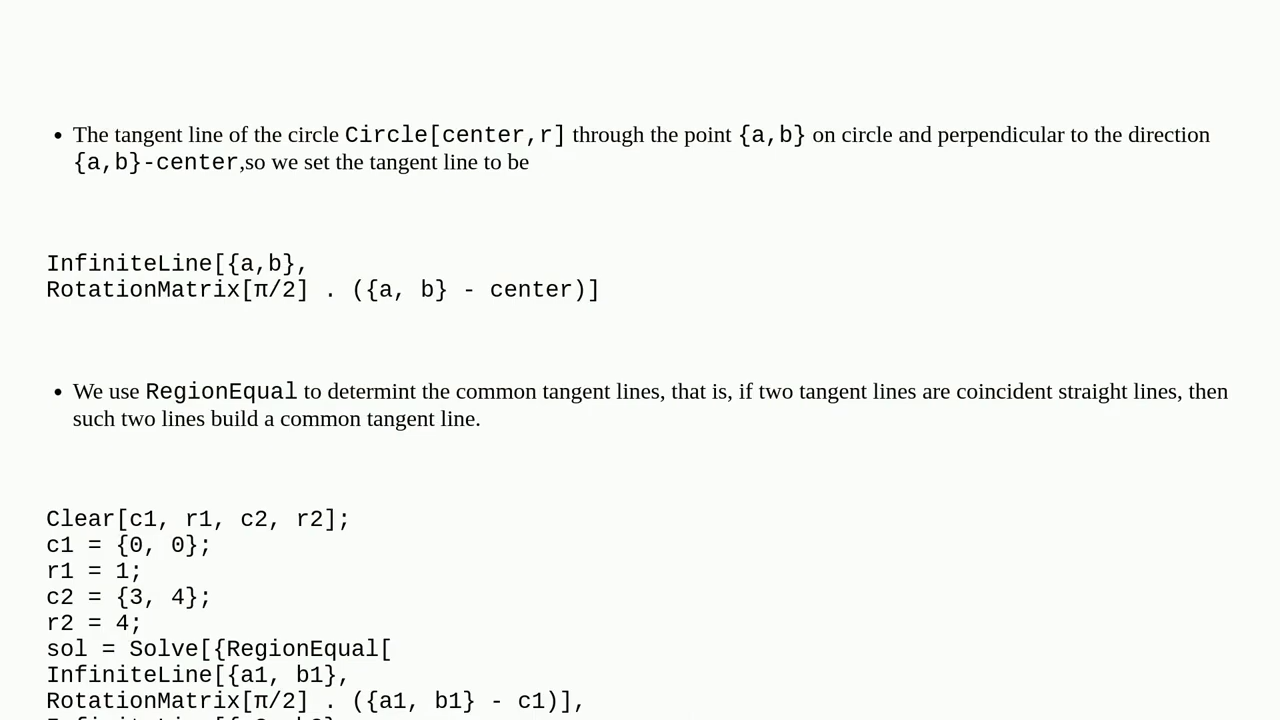 • The tangent line of the circle Circle[center,r] through the point {a,b} on circle and perpendicular to the direction
{a,b}-center,so we set the tangent line to be
InfiniteLine[{a,b},
RotationMatrix[π/2] . ({a, b} - center)]
• We use RegionEqual to determint the common tangent lines, that is, if two tangent lines are coincident straight lines, then
such two lines build a common tangent line.
Clear[c1, r1, c2, r2];
c1 = {0, 0};
r1 = 1;
c2 = {3, 4};
r2 = 4;
sol = Solve[{RegionEqual[
InfiniteLine[{a1, b1},
RotationMatrix[π/2] . ({a1, b1} - c1)],